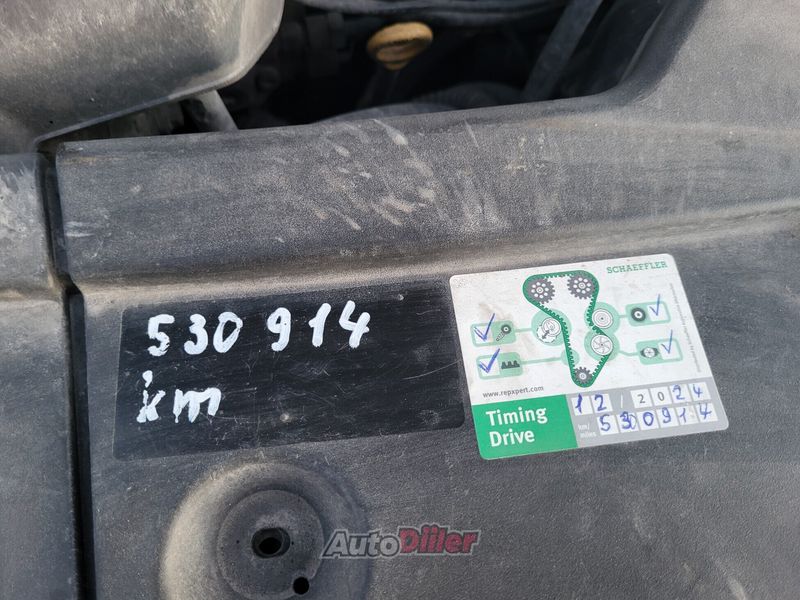 530 914
km
SCHAEFFLER
www.repxpert.com
Timing
Drive
12 / 2024
km/
miles
530914
AutoDiler